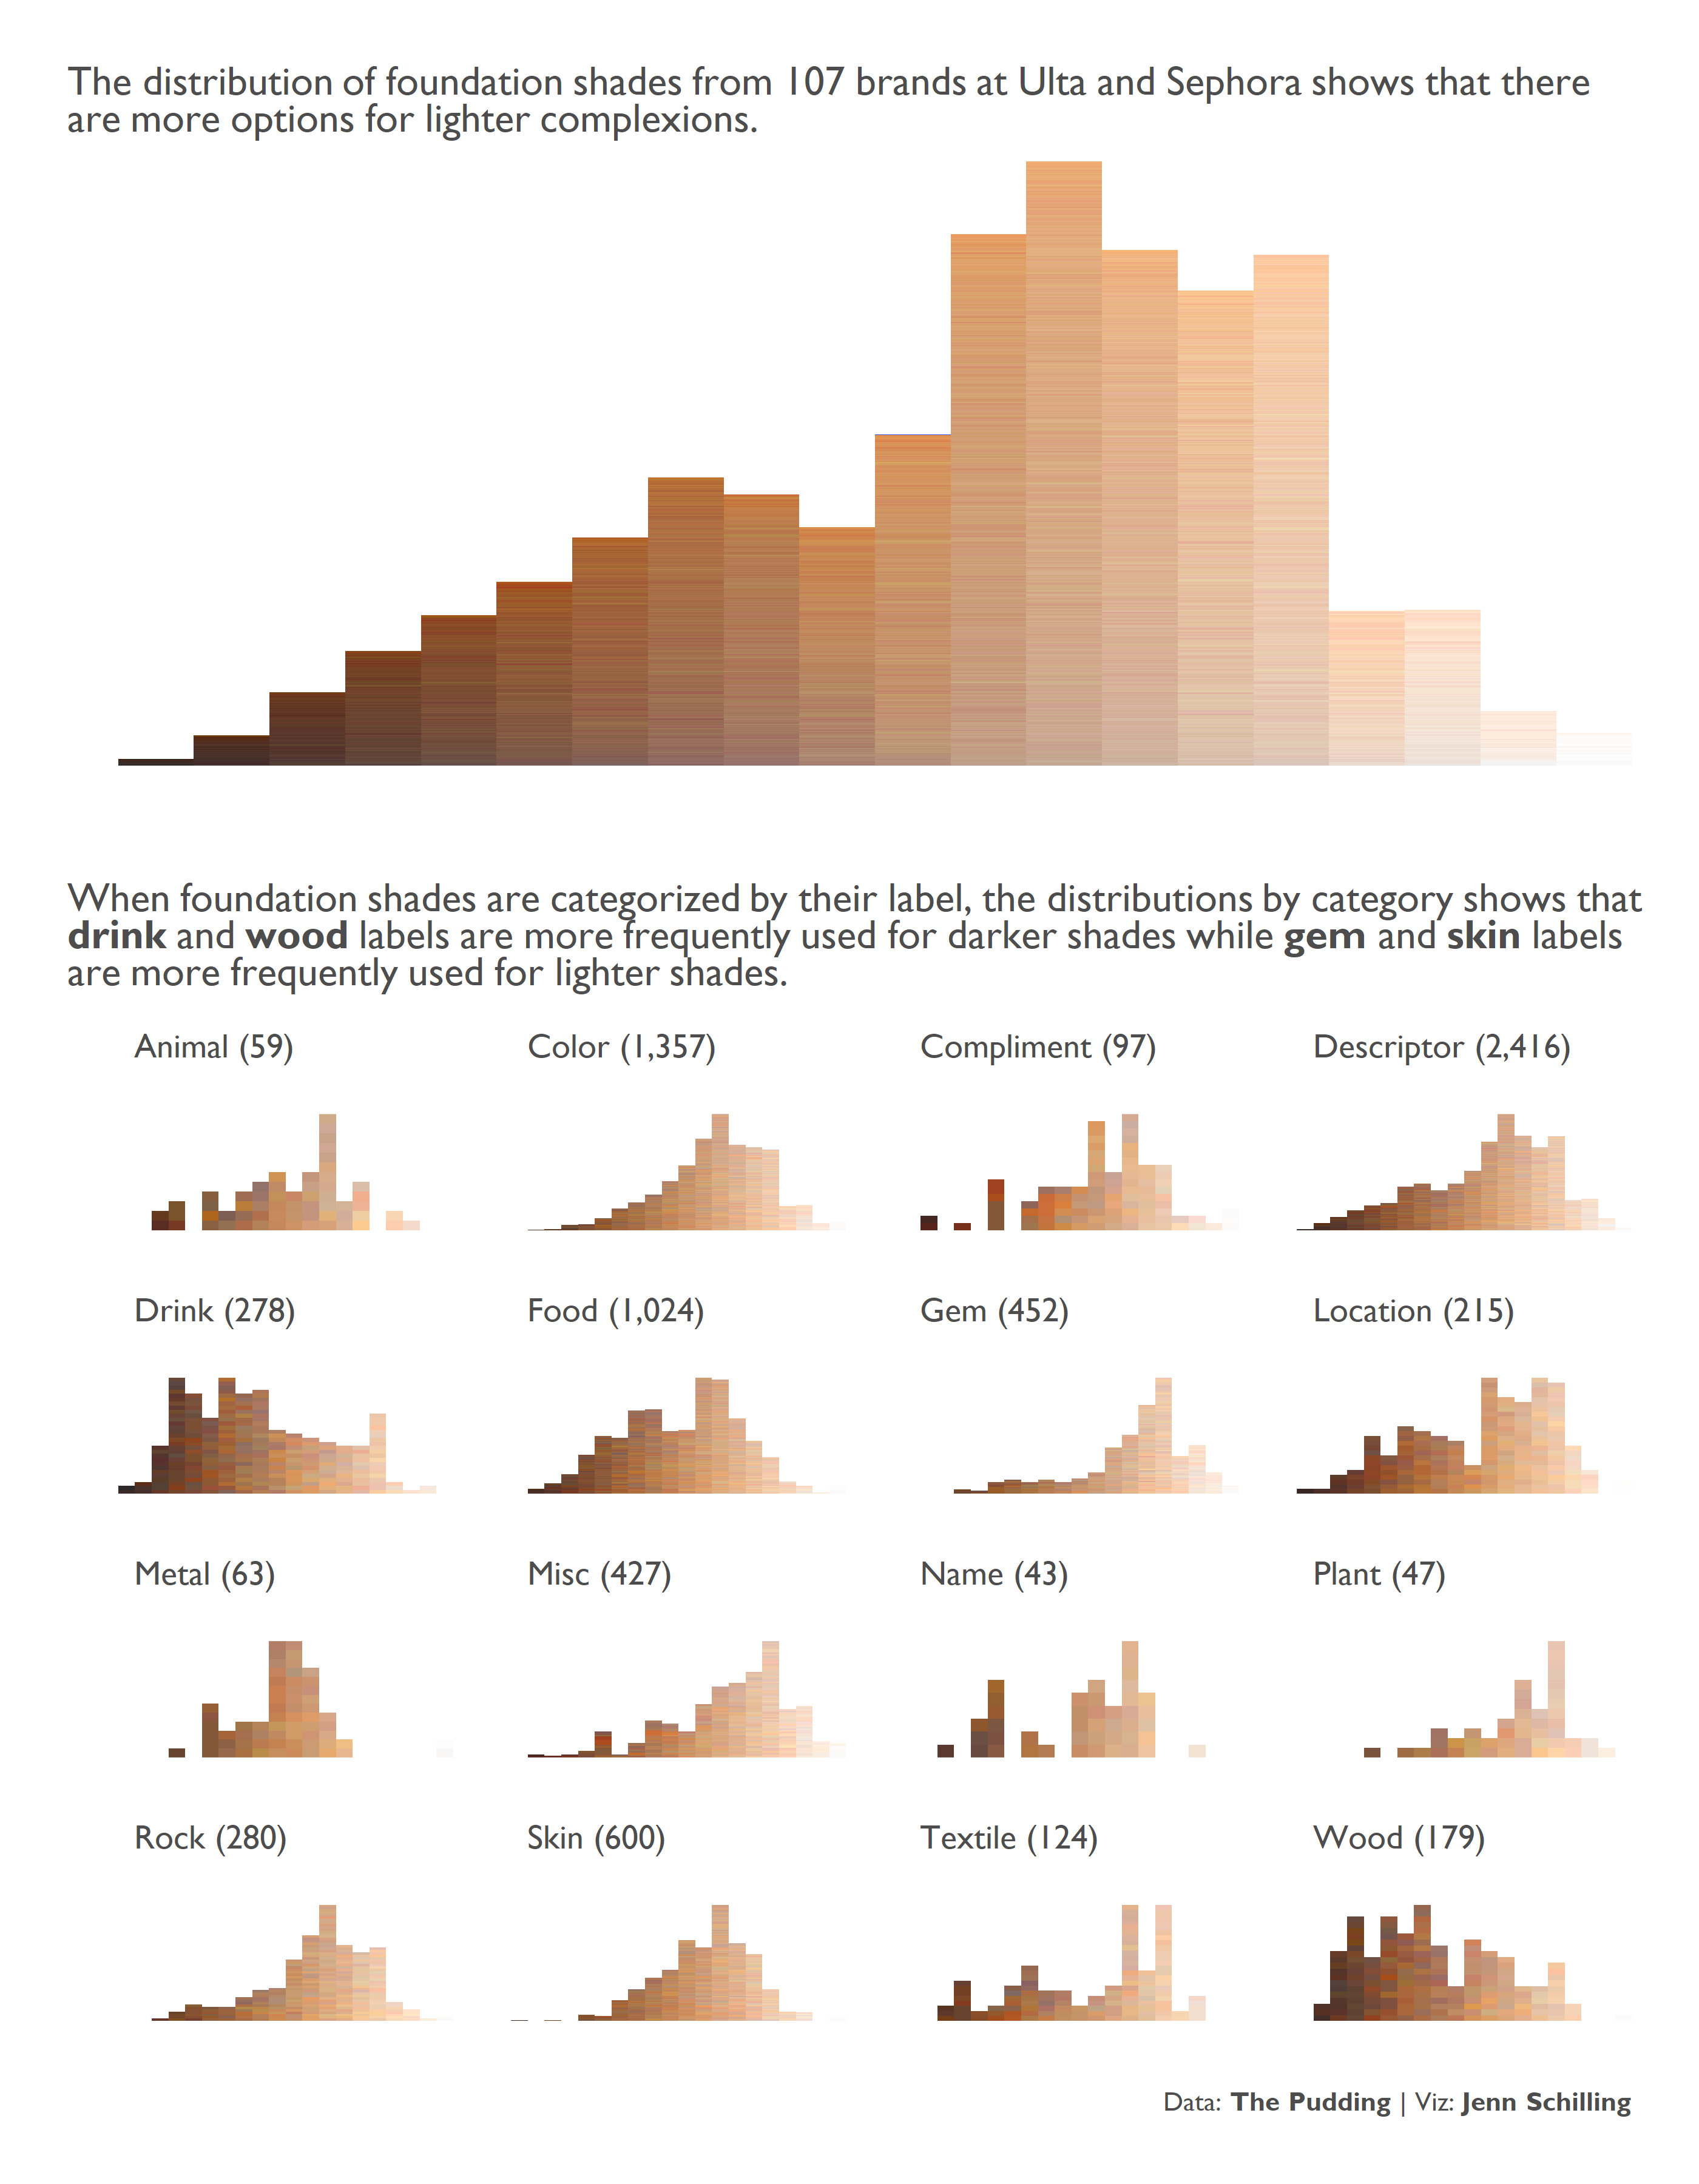 The distribution of foundation shades from 107 brands at Ulta and Sephora shows that there
are more options for lighter complexions.
When foundation shades are categorized by their label, the distributions by category shows that
drink and wood labels are more frequently used for darker shades while gem and skin labels
are more frequently used for lighter shades.
Animal (59)
Color (1,357)
Compliment (97)
Descriptor (2,416)
Drink (278)
Food (1,024)
Gem (452)
Location (215)
Metal (63)
Misc (427)
Name (43)
Plant (47)
Rock (280)
Skin (600)
Textile (124)
Wood (179)
Data: The Pudding | Viz: Jenn Schilling